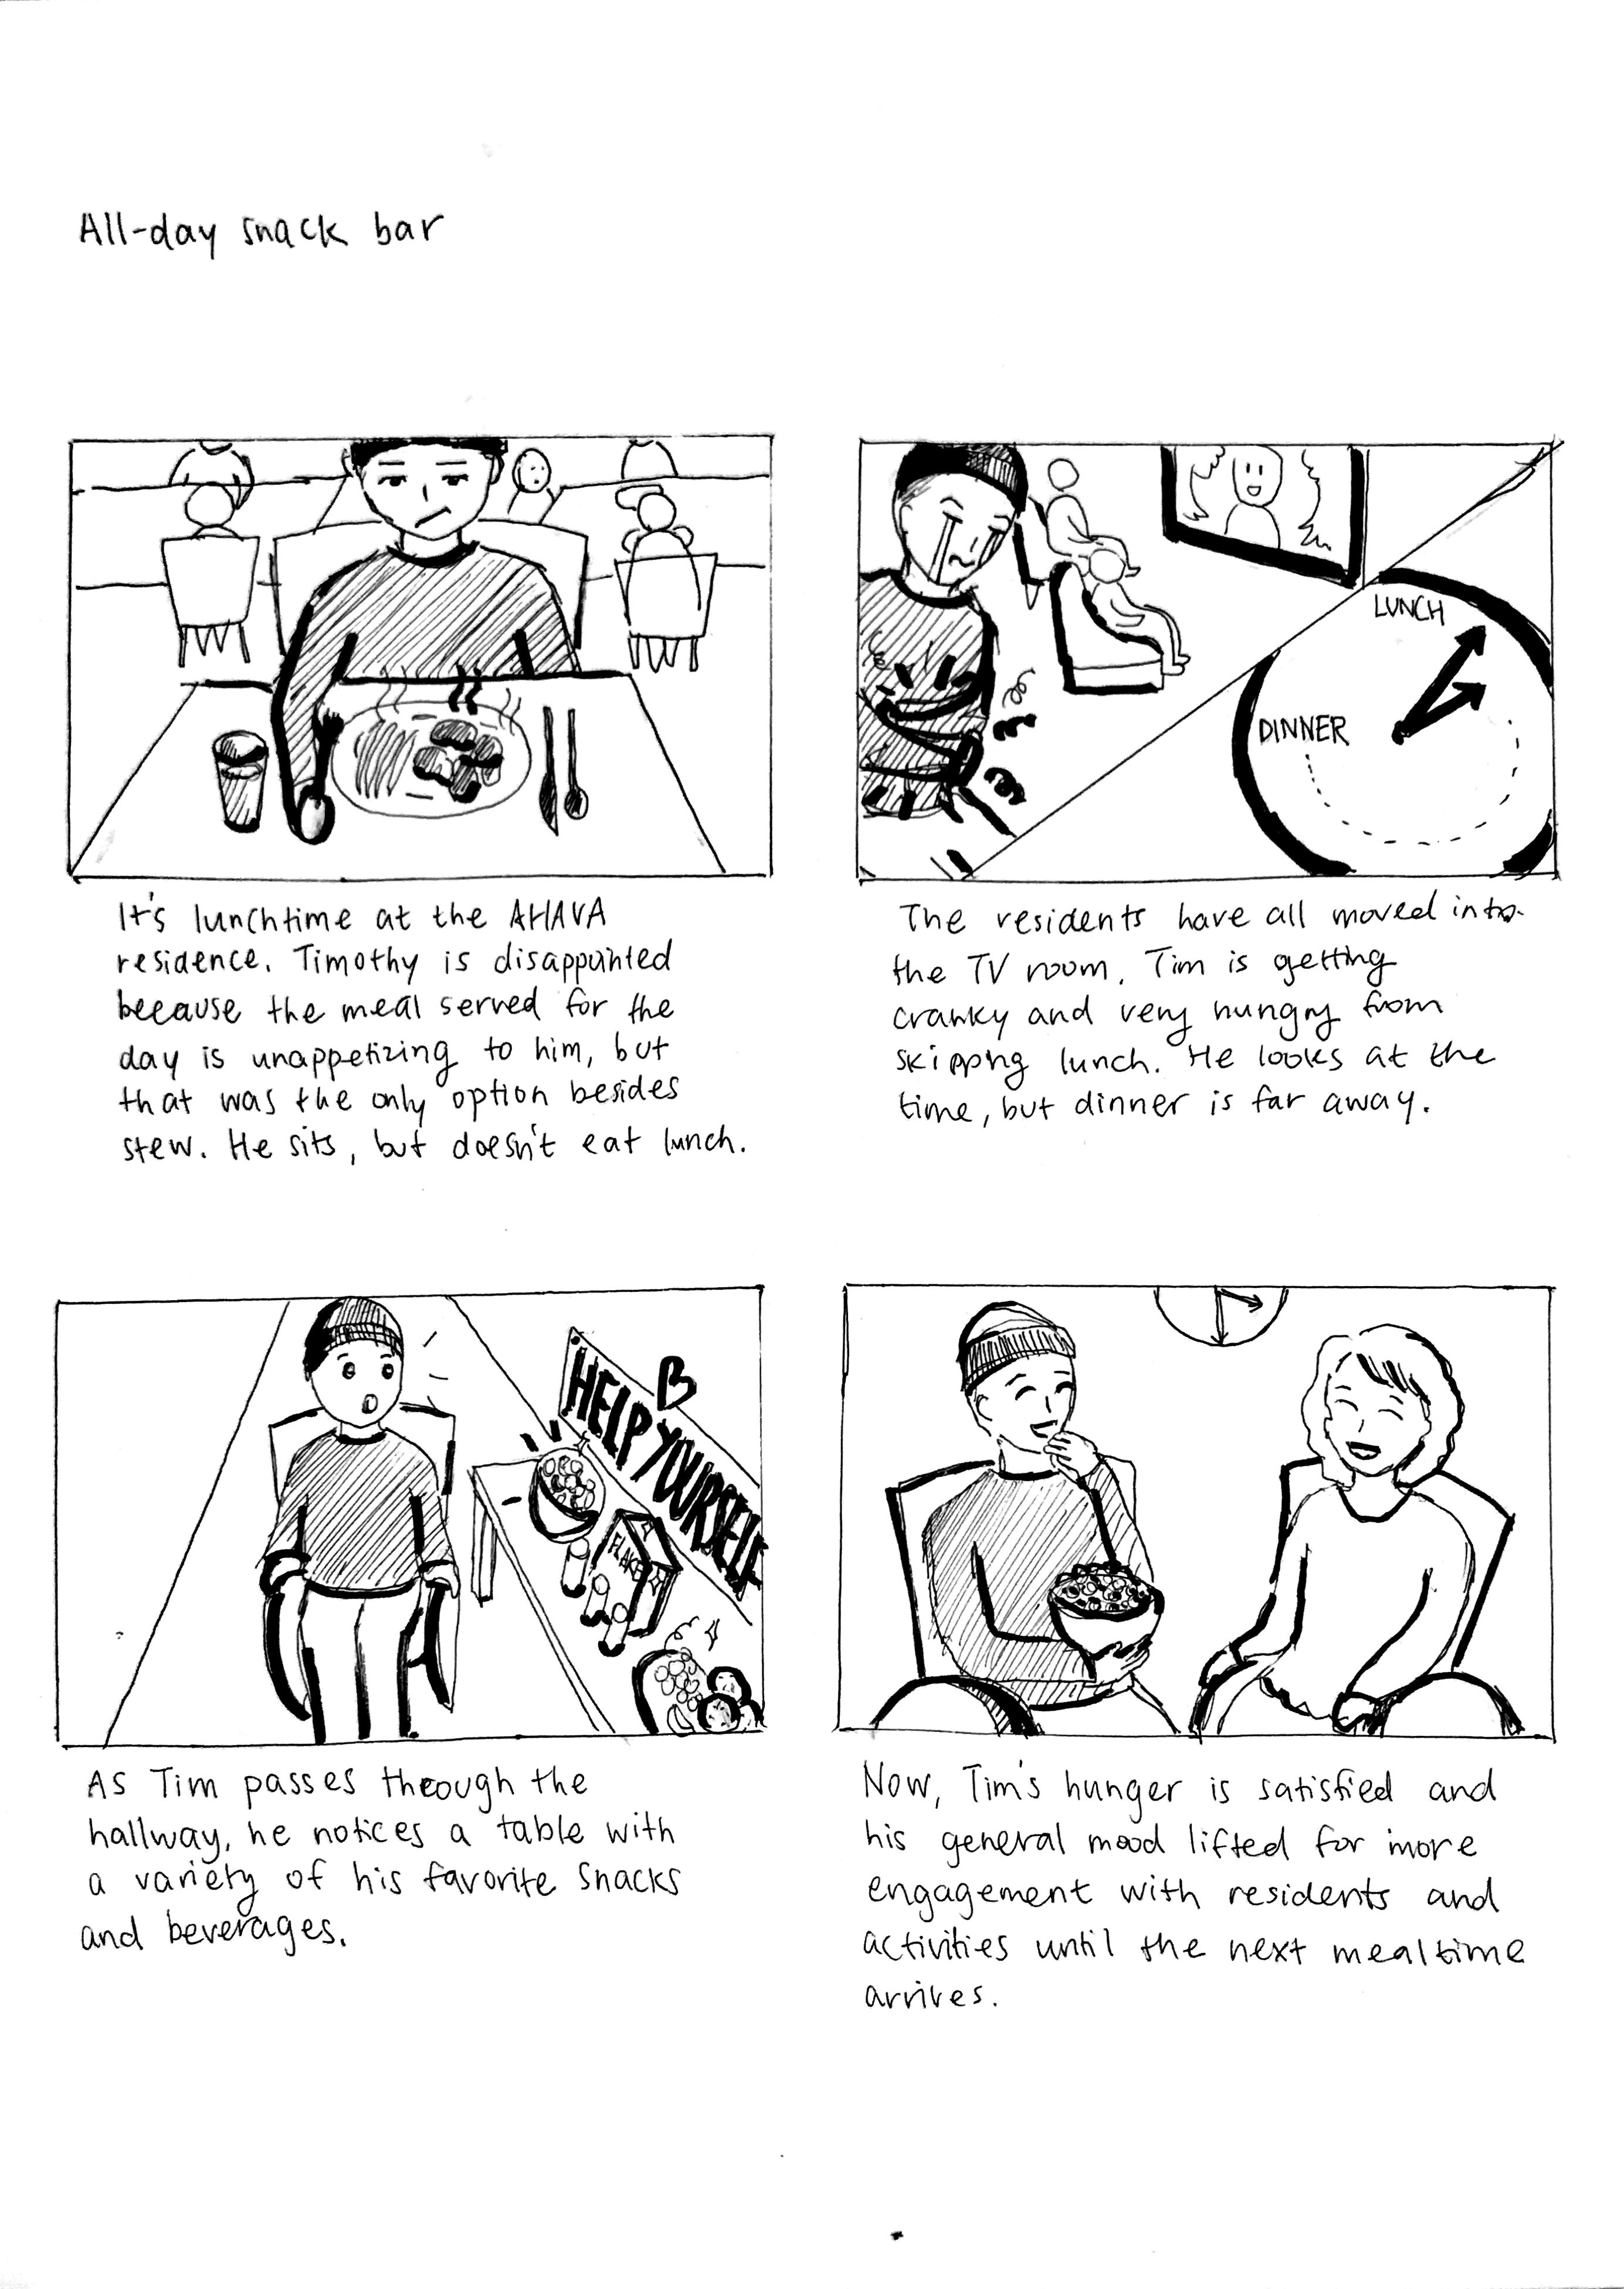 All-day snack bar
LUNCH
DINNER
It's lunchtime at the AHAVA
residence. Timothy is disappointed
because the meal served for the
day is unappetizing to him, but
that was the only option besides
stew. He sits, but doesn't eat lunch.
The residents have all moved into
the TV room. Tim is getting
cranky and very hungry from
skippng lunch. He looks at the
time, but dinner is far away.
HELP YOURSELF
FLAKES
As Tim passes through the
hallway, he notices a table with
a variety of his favorite snacks
and beverages.
Now, Tim's hunger is satisfied and
his general mood lifted for more
engagement with residents and
activities until the next mealtime
arrives.